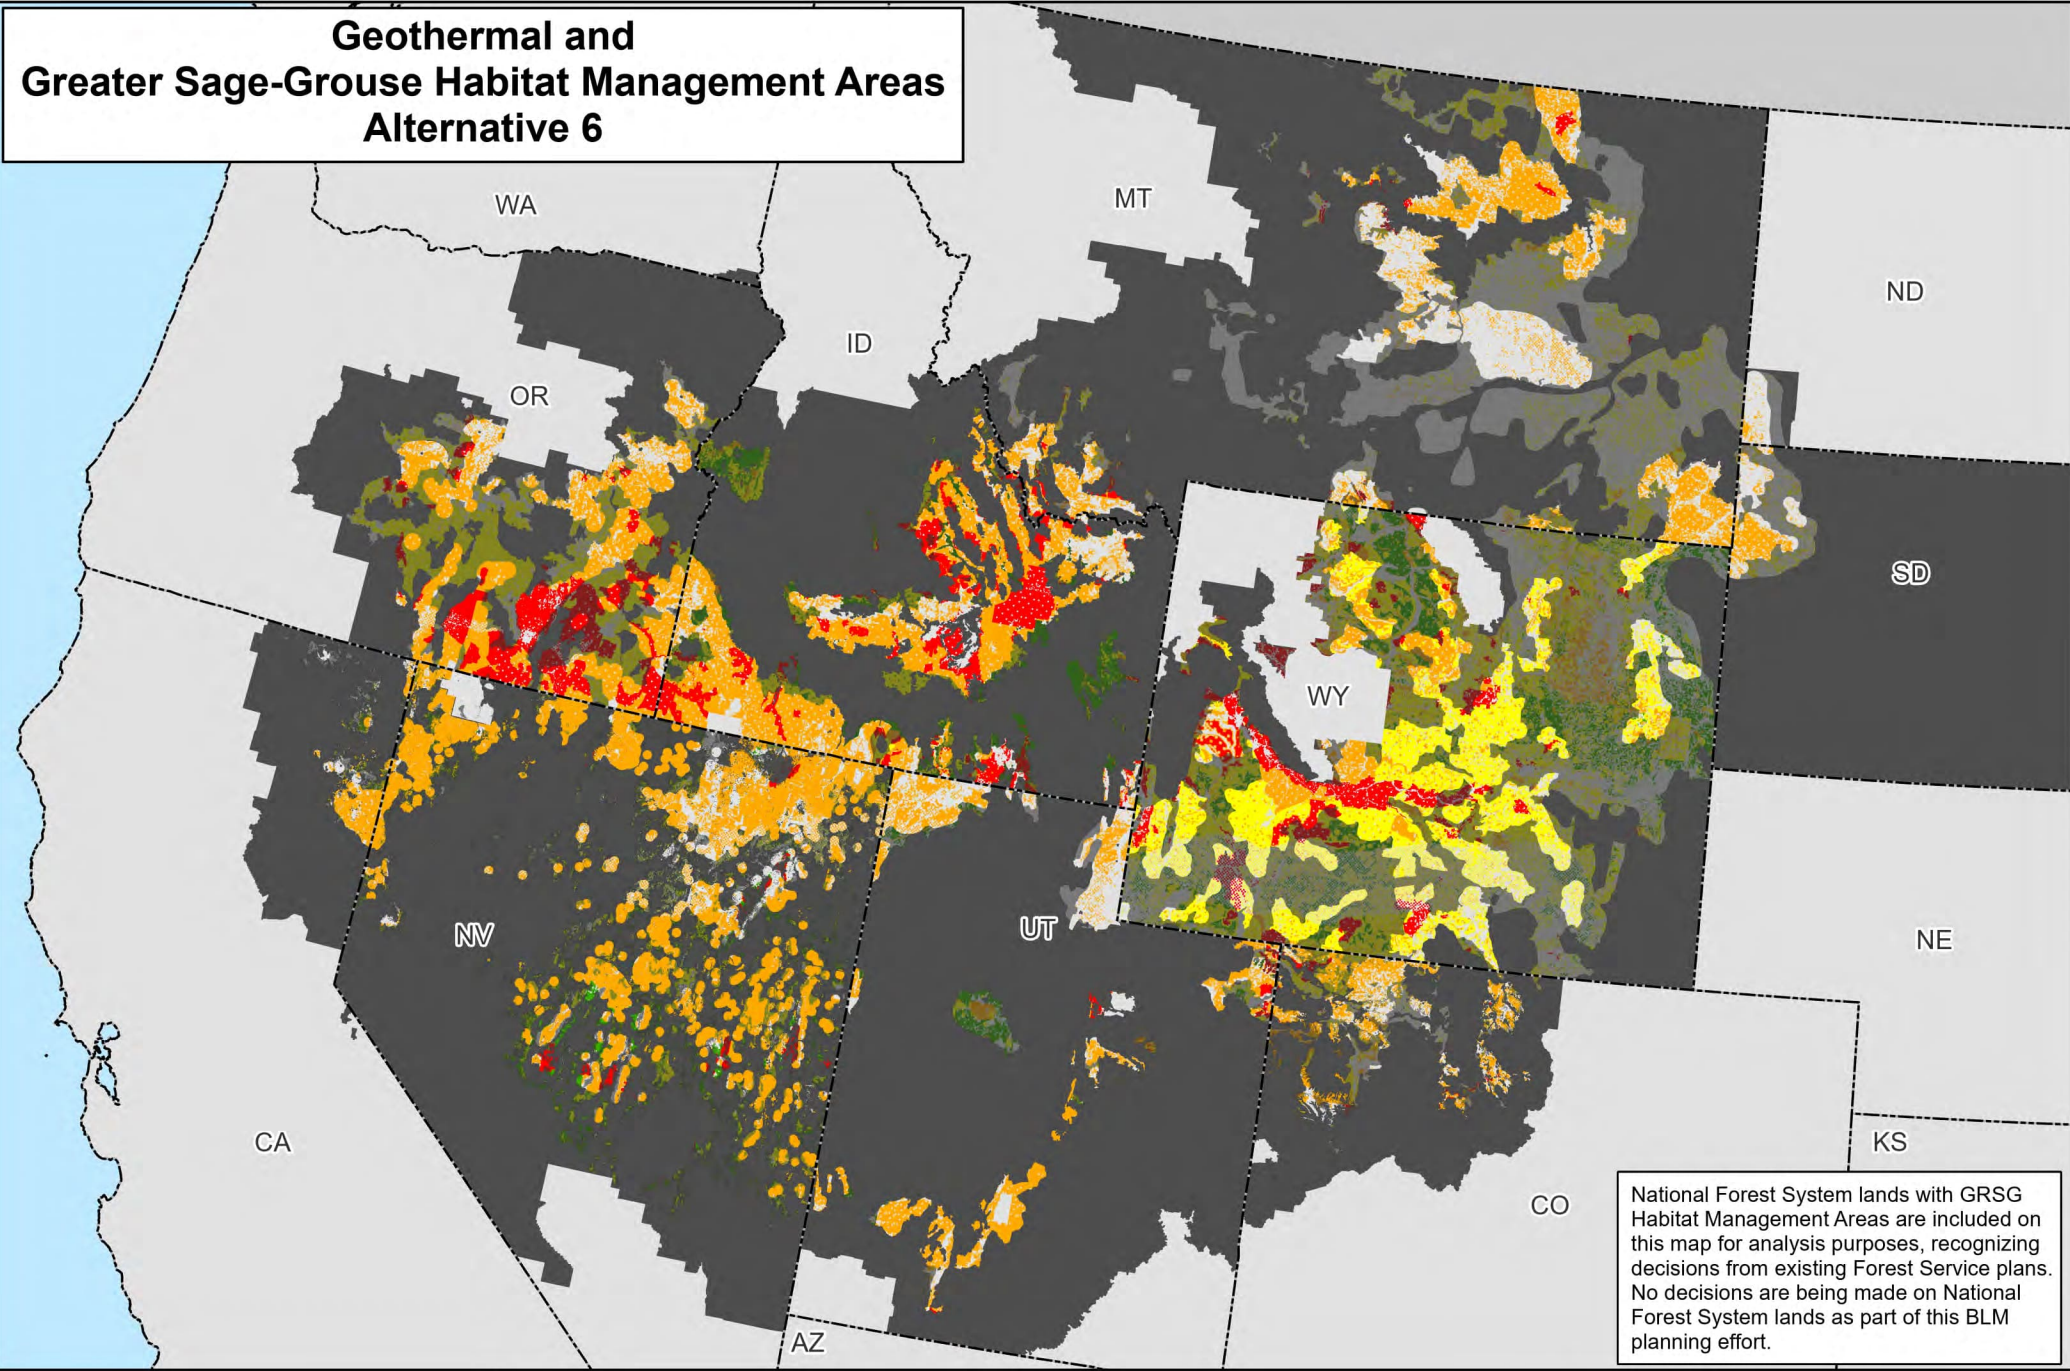 Geothermal and
Greater Sage-Grouse Habitat Management Areas
Alternative 6
WA
MT
ND
ID
OR
SD
WY
NV
UT
NE
CA
KS
CO
AZ
National Forest System lands with GRSG
Habitat Management Areas are included on
this map for analysis purposes, recognizing
decisions from existing Forest Service plans.
No decisions are being made on National
Forest System lands as part of this BLM
planning effort.